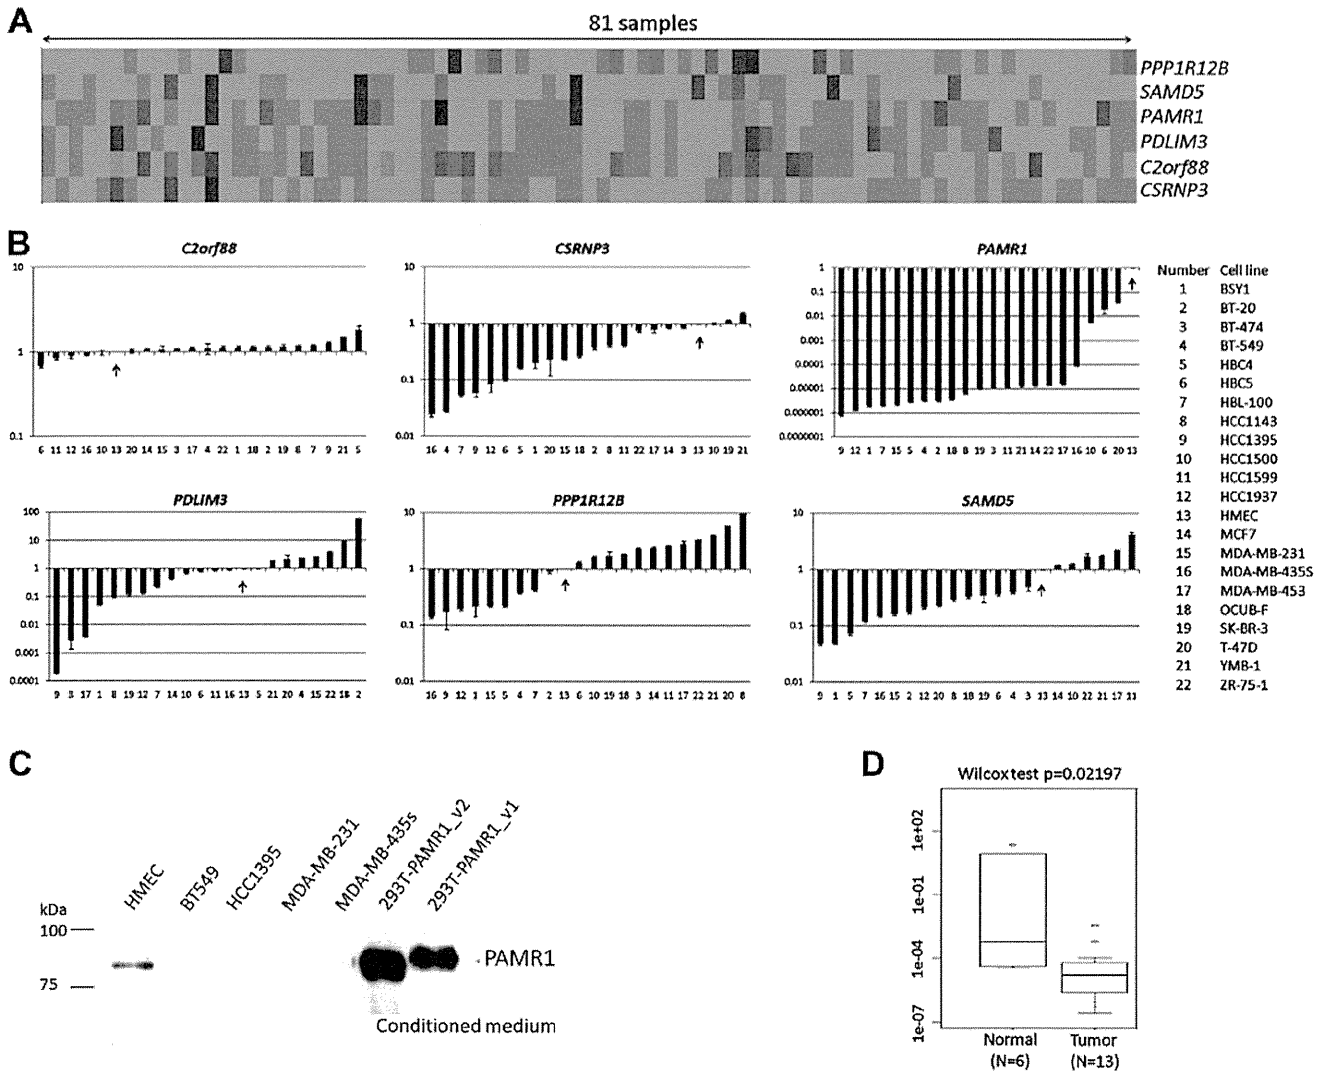 A
81 samples
PPP1R12B
SAMD5
PAMR1
PDLIM3
C2orf88
CSRNP3
B
C2orf88
10
1
0.1
6 11 12 16 10 13 20 14 15 3 17 4 22 1 18 2 19 8 7 9 21 5
CSRNP3
10
1
0.1
0.01
16 4 7 9 12 6 5 1 20 15 18 2 8 11 22 17 14 3 13 10 19 21
PAMR1
1
0.1
0.01
0.001
0.0001
0.00001
0.000001
0.0000001
9 12 1 7 15 5 4 2 18 8 19 3 11 21 14 22 17 16 10 6 20 13
PDLIM3
100
10
1
0.1
0.01
0.001
0.0001
9 3 17 1 8 19 12 7 14 10 6 11 16 13 5 21 20 4 15 22 18 2
PPP1R12B
10
1
0.1
0.01
16 9 12 1 15 5 4 7 2 13 6 10 19 18 3 14 11 17 22 21 20 8
SAMD5
10
1
0.1
0.01
9 1 5 7 16 15 2 12 20 8 18 19 6 4 3 13 14 10 22 21 17 11
Number Cell line
1 BSY1
2 BT-20
3 BT-474
4 BT-549
5 HBC4
6 HBC5
7 HBL-100
8 HCC1143
9 HCC1395
10 HCC1500
11 HCC1599
12 HCC1937
13 HMEC
14 MCF7
15 MDA-MB-231
16 MDA-MB-435S
17 MDA-MB-453
18 OCUB-F
19 SK-BR-3
20 T-47D
21 YMB-1
22 ZR-75-1
C
HMEC
BT549
HCC1395
MDA-MB-231
MDA-MB-435s
293T-PAMR1_v2
293T-PAMR1_v1
kDa
100
75
PAMR1
Conditioned medium
D
Wilcox test p=0.02197
1e+02
1e-01
1e-04
1e-07
Normal Tumor
(N=6) (N=13)